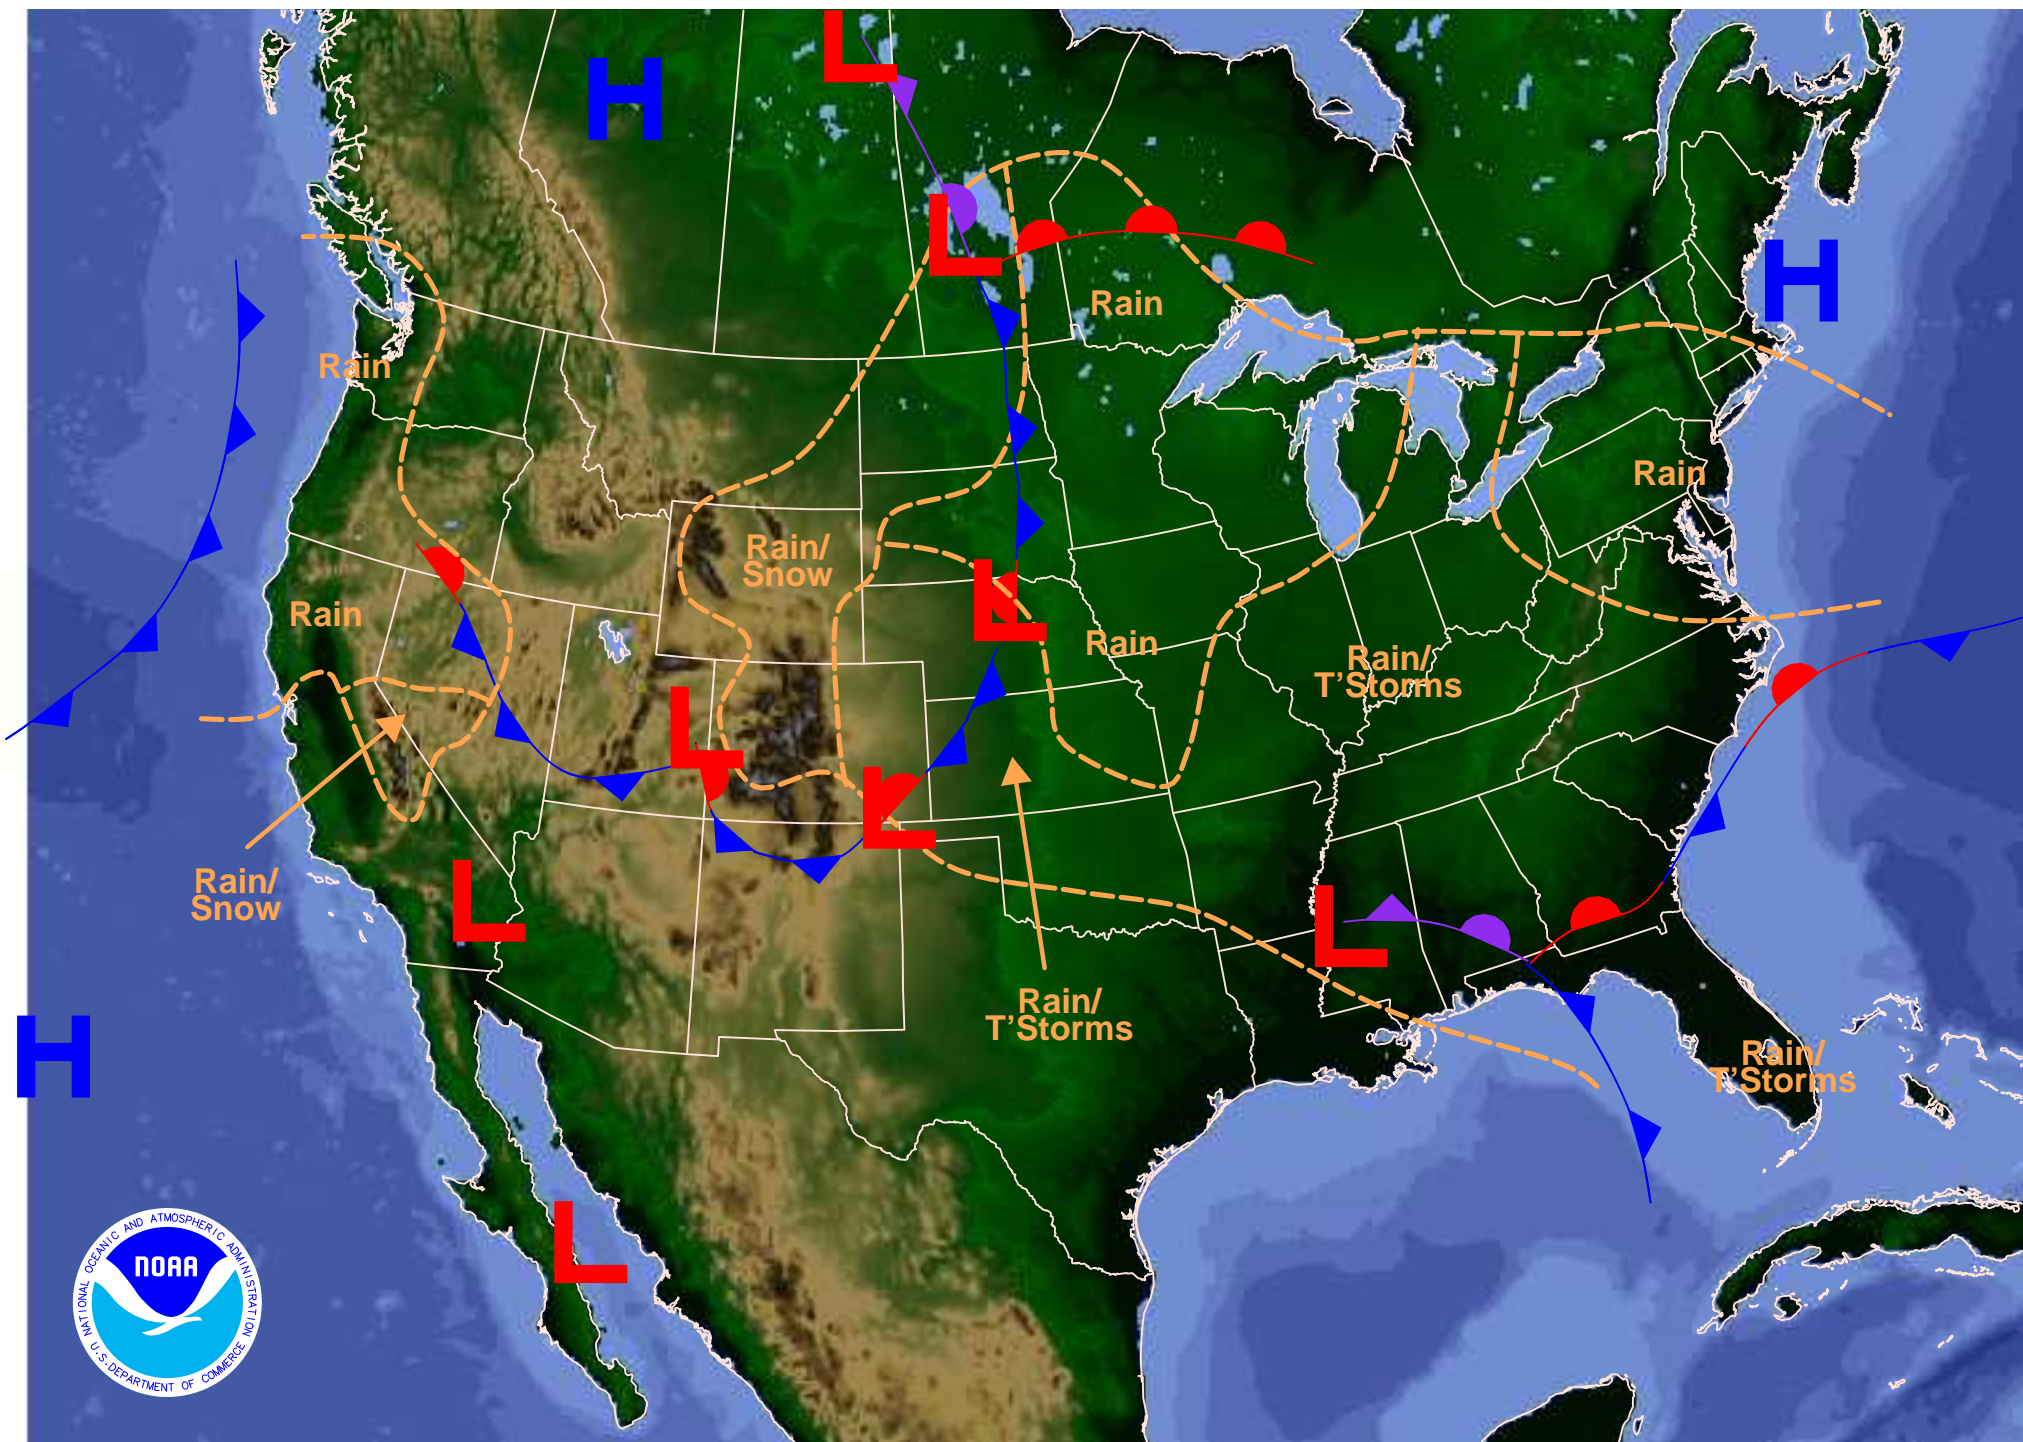 L
H
L
H
Rain
Rain
Rain
Rain/
Snow
L
Rain
Rain
Rain/
T'Storms
L
L
Rain/
Snow
L
L
Rain/
T'Storms
H
Rain/
T'Storms
L
NATIONAL OCEANIC AND ATMOSPHERIC ADMINISTRATION
NOAA
U.S. DEPARTMENT OF COMMERCE